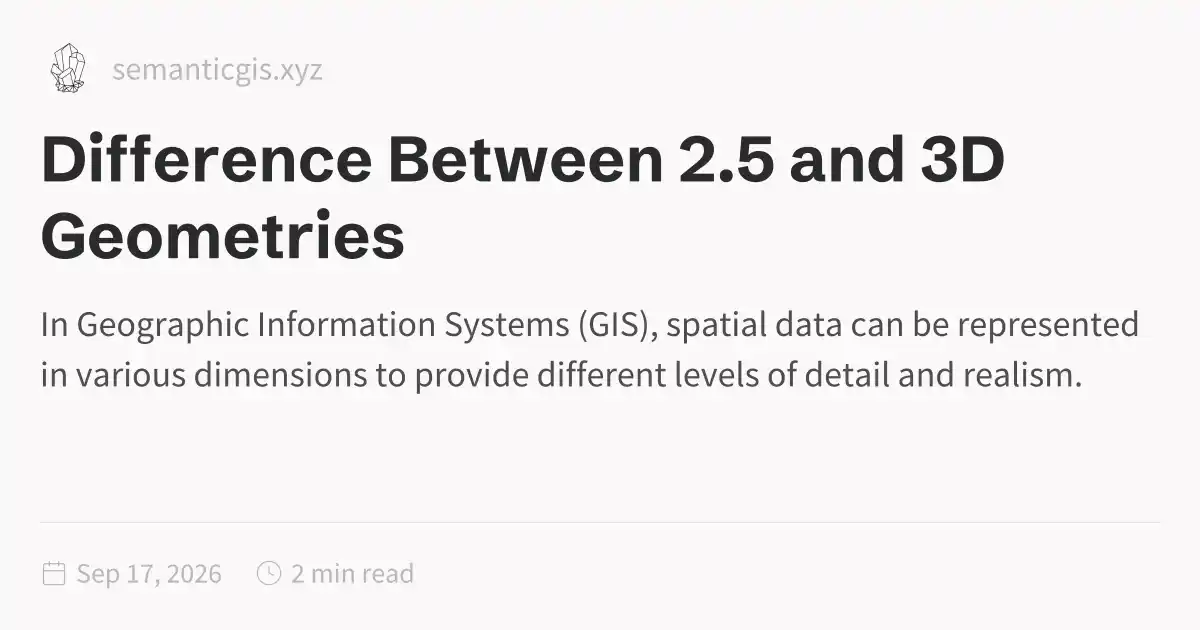 semanticgis.xyz
Difference Between 2.5 and 3D
Geometries
In Geographic Information Systems (GIS), spatial data can be represented
in various dimensions to provide different levels of detail and realism.
Sep 17, 2026 2 min read